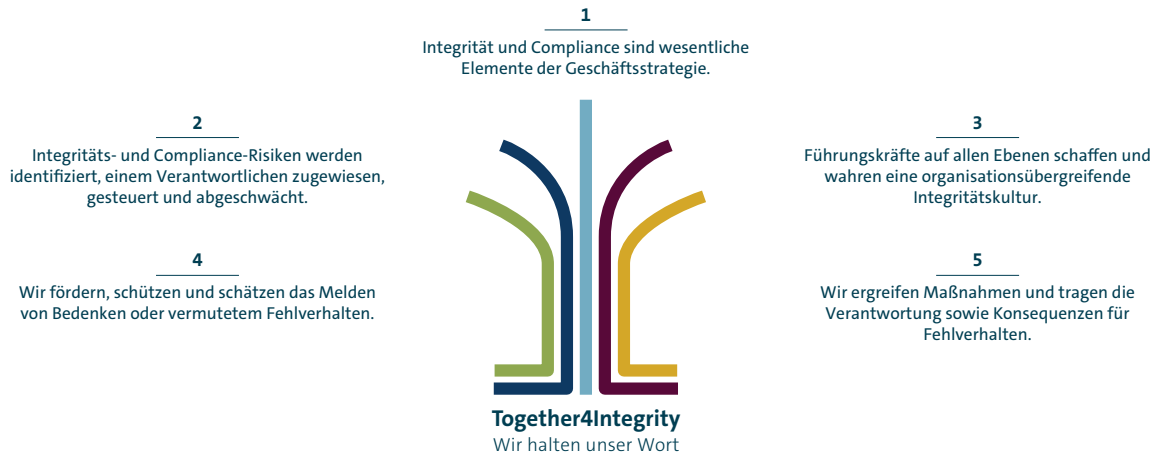 1
Integrität und Compliance sind wesentliche
Elemente der Geschäftsstrategie.
2
Integritäts- und Compliance-Risiken werden
identifiziert, einem Verantwortlichen zugewiesen,
gesteuert und abgeschwächt.
3
Führungskräfte auf allen Ebenen schaffen und
wahren eine organisationsübergreifende
Integritätskultur.
4
Wir fördern, schützen und schätzen das Melden
von Bedenken oder vermutetem Fehlverhalten.
5
Wir ergreifen Maßnahmen und tragen die
Verantwortung sowie Konsequenzen für
Fehlverhalten.
Together4Integrity
Wir halten unser Wort